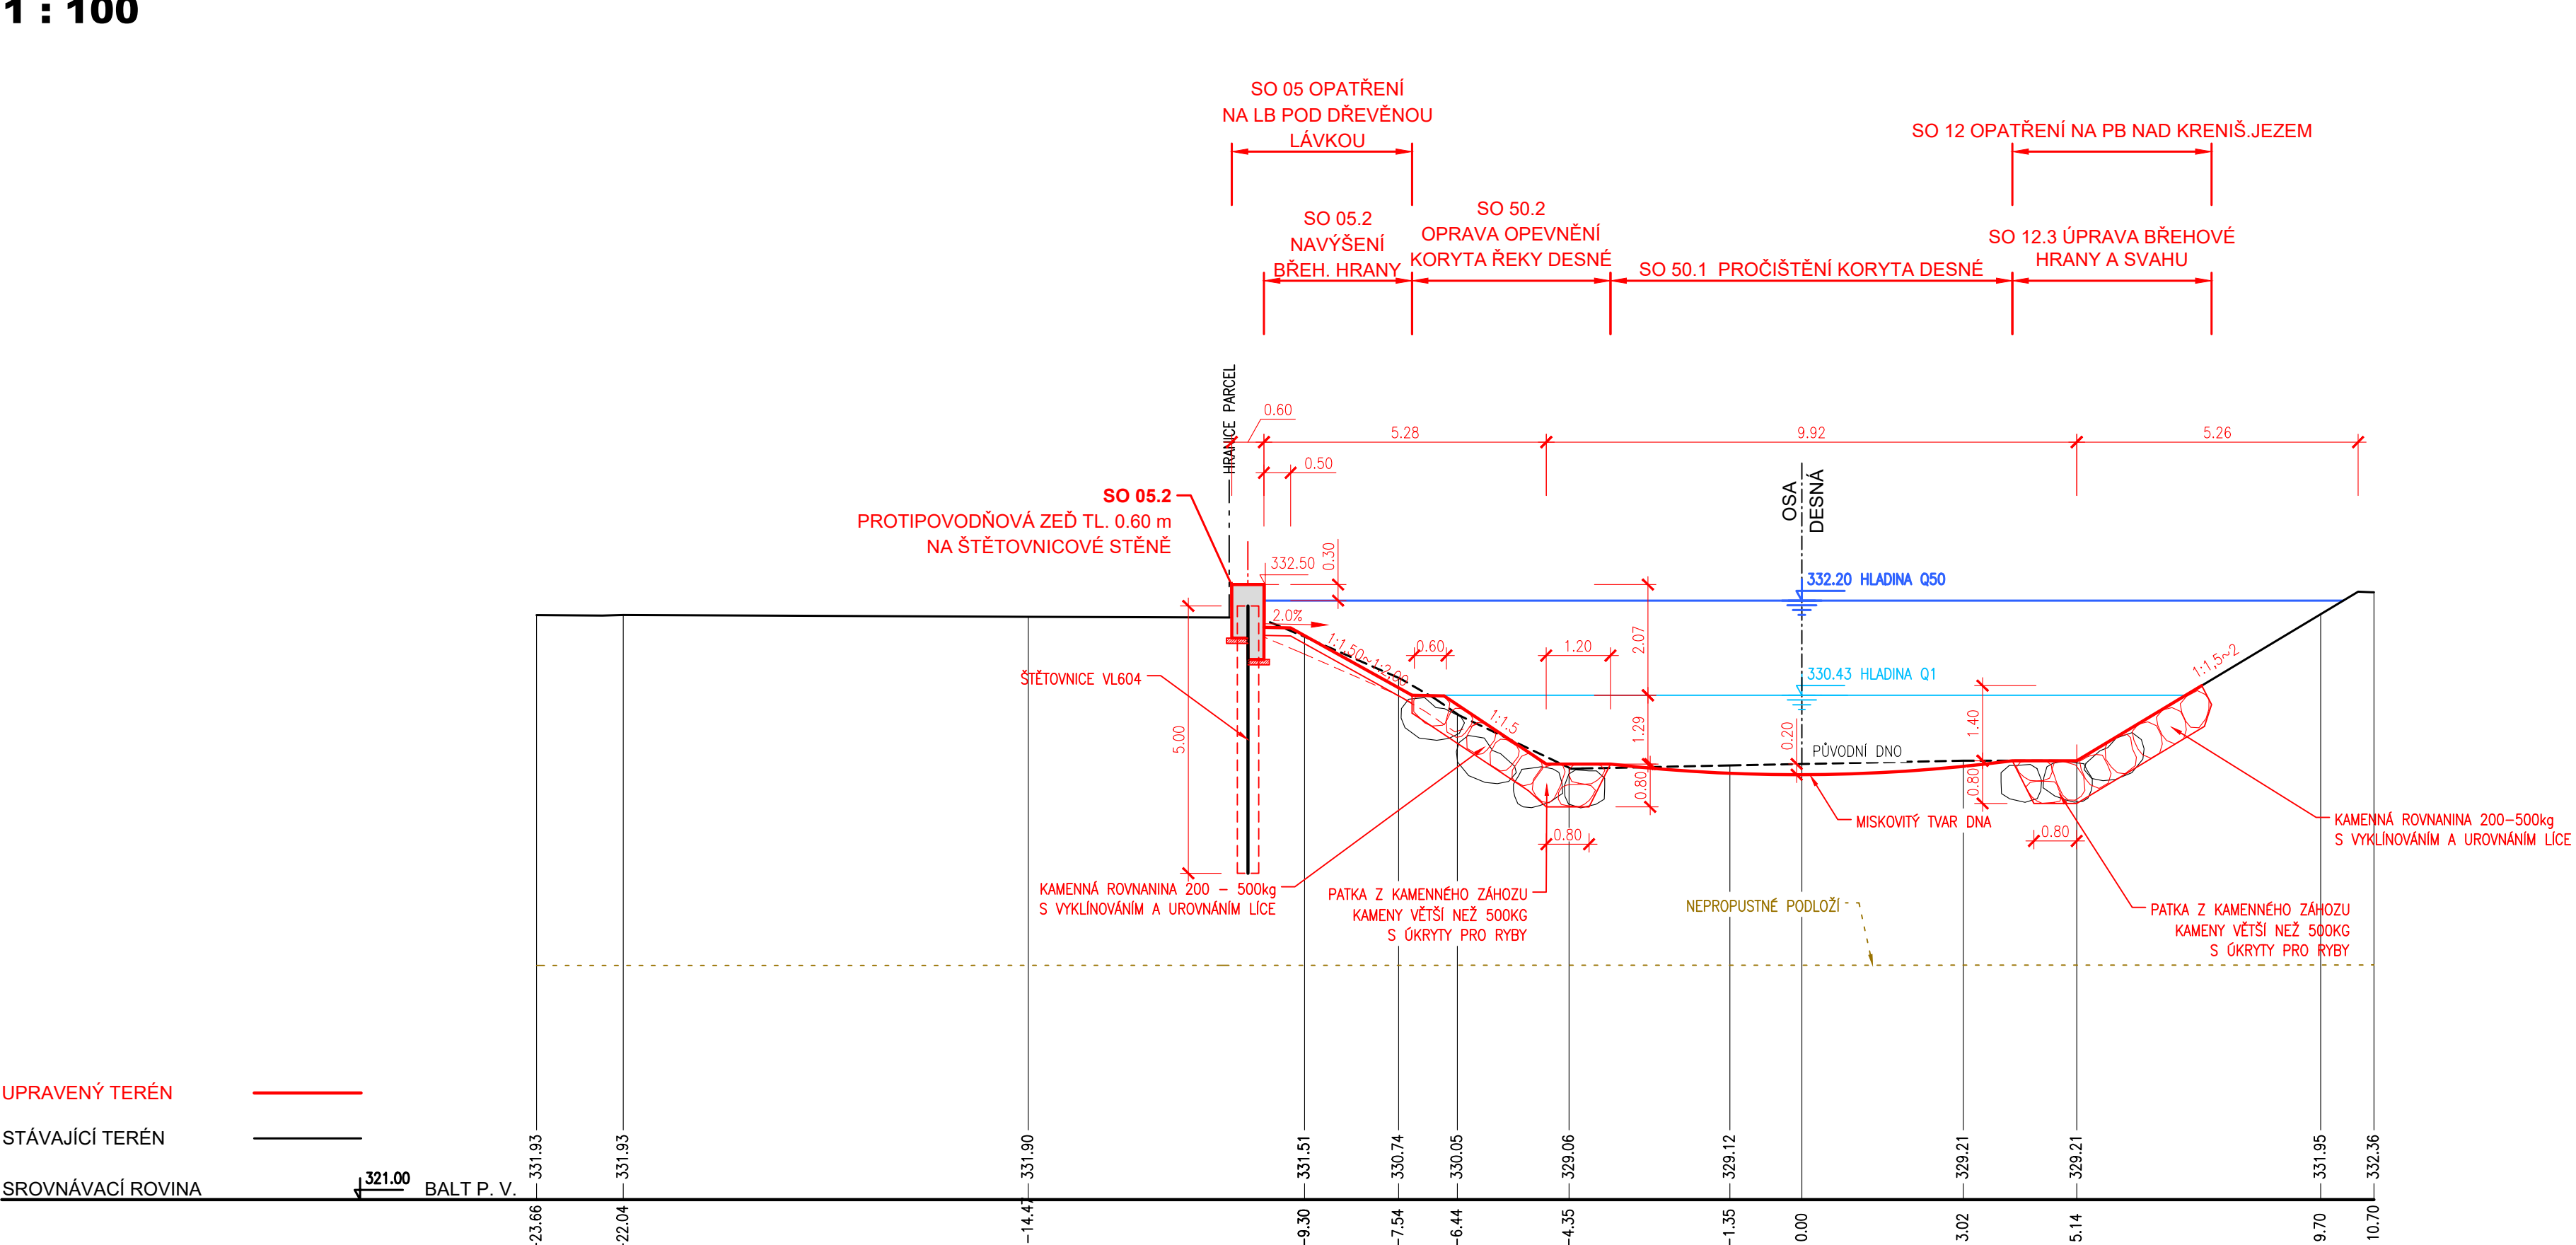 1 : 100
SO 05 OPATŘENÍ
NA LB POD DŘEVĚNOU
LÁVKOU
SO 12 OPATŘENÍ NA PB NAD KRENIŠ.JEZEM
SO 05.2
NAVÝŠENÍ
BŘEH. HRANY
SO 50.2
OPRAVA OPEVNĚNÍ
KORYTA ŘEKY DESNÉ
SO 50.1 PROČIŠTĚNÍ KORYTA DESNÉ
SO 12.3 ÚPRAVA BŘEHOVÉ
HRANY A SVAHU
HRANICE PARCEL
0.60
5.28
9.92
5.26
0.50
OSA
DESNÁ
SO 05.2
PROTIPOVODŇOVÁ ZEĎ TL. 0.60 m
NA ŠTĚTOVNICOVÉ STĚNĚ
332.50
0.30
332.20 HLADINA Q50
2.0%
1:1,50~1:2,00
0.60
1.20
2.07
330.43 HLADINA Q1
1:1,5~2
ŠTĚTOVNICE VL604
5.00
1:1.5
1.29
0.20
PŮVODNÍ DNO
1.40
0.80
0.80
MISKOVITÝ TVAR DNA
0.80
0.80
KAMENNÁ ROVNANINA 200-500kg
S VYKLÍNOVÁNÍM A UROVNÁNÍM LÍCE
KAMENNÁ ROVNANINA 200 - 500kg
S VYKLÍNOVÁNÍM A UROVNÁNÍM LÍCE
PATKA Z KAMENNÉHO ZÁHOZU
KAMENY VĚTŠÍ NEŽ 500KG
S ÚKRYTY PRO RYBY
NEPROPUSTNÉ PODLOŽÍ
PATKA Z KAMENNÉHO ZÁHOZU
KAMENY VĚTŠÍ NEŽ 500KG
S ÚKRYTY PRO RYBY
UPRAVENÝ TERÉN
STÁVAJÍCÍ TERÉN
SROVNÁVACÍ ROVINA
321.00
BALT P. V.
331.93
331.93
331.90
331.51
330.74
330.05
329.06
329.12
329.21
329.21
331.95
332.36
-23.66
-22.04
-14.47
-9.30
-7.54
-6.44
-4.35
-1.35
0.00
3.02
5.14
9.70
10.70